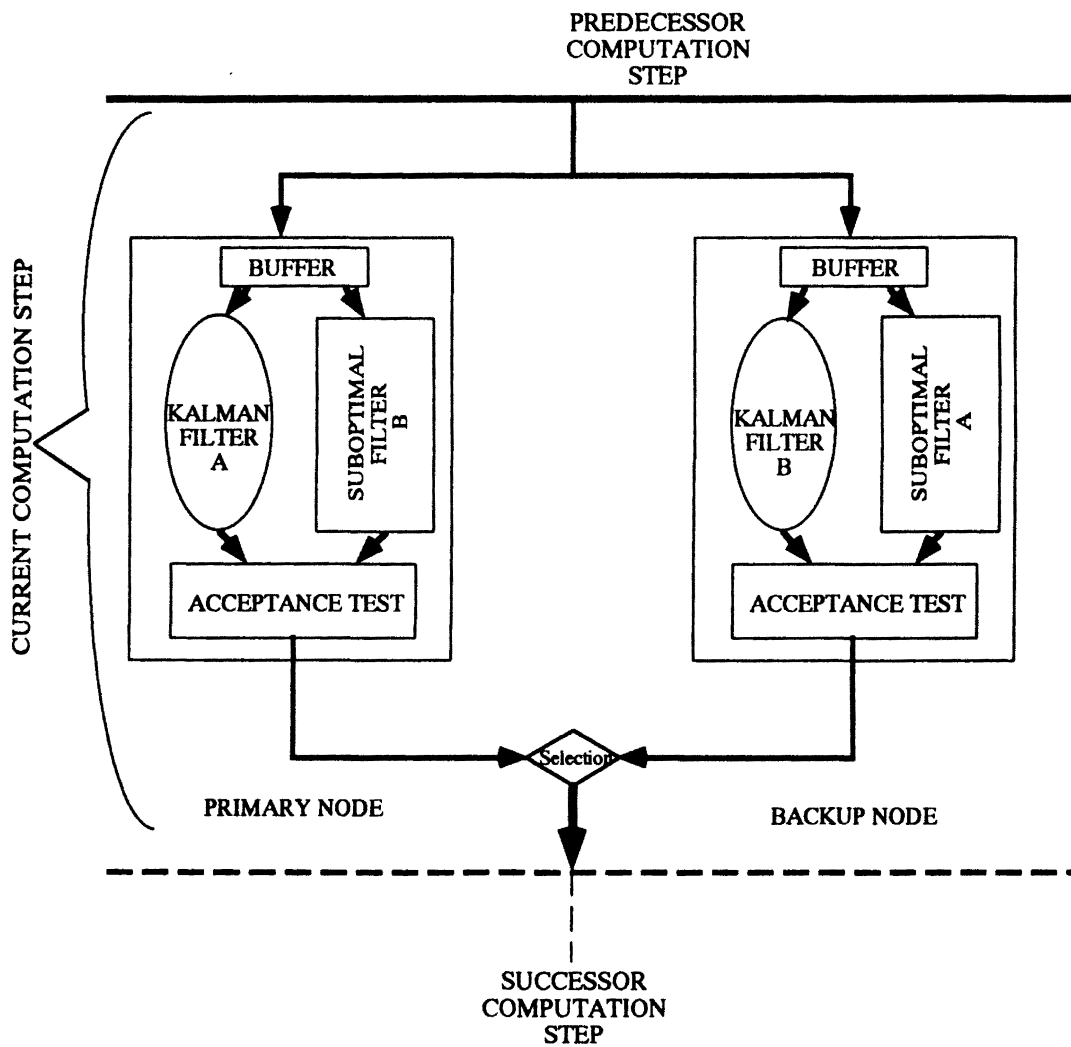 PREDECESSOR
COMPUTATION
STEP
CURRENT COMPUTATION STEP
BUFFER
KALMAN
FILTER
A
SUBOPTIMAL
FILTER
B
ACCEPTANCE TEST
BUFFER
KALMAN
FILTER
B
SUBOPTIMAL
FILTER
A
ACCEPTANCE TEST
Selection
PRIMARY NODE
BACKUP NODE
SUCCESSOR
COMPUTATION
STEP